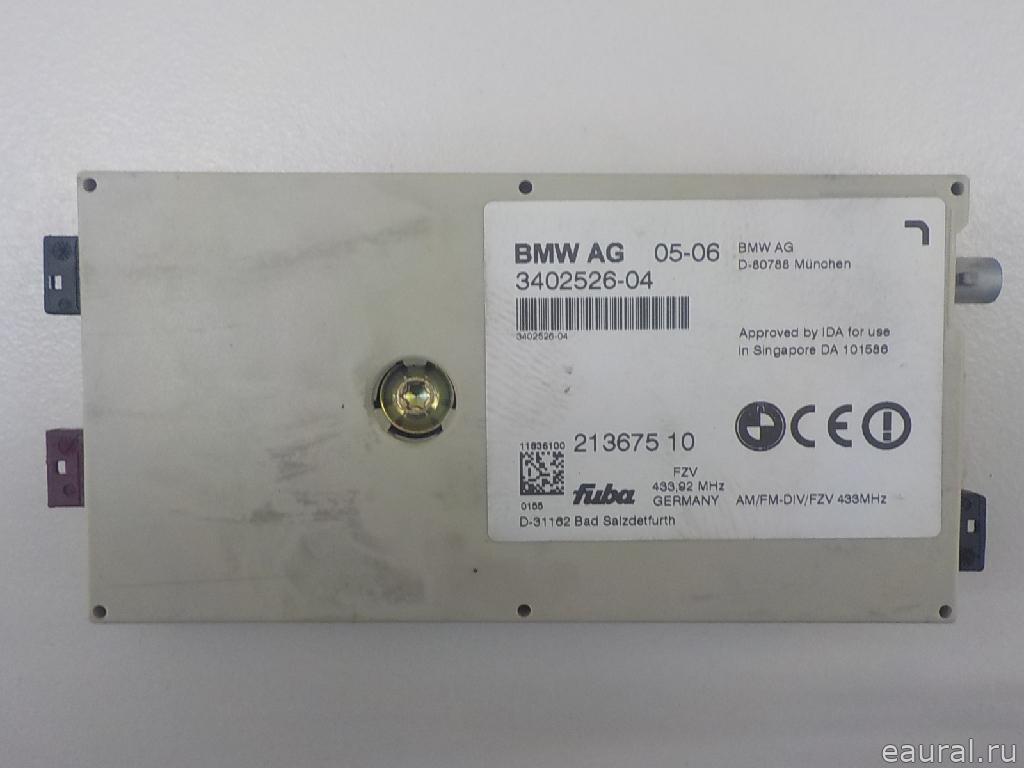 BMW AG 05-06
3402526-04
3402526-04
BMW AG
D-80788 München
Approved by IDA for use
in Singapore DA 101586
11836100
213675 10
0155
fuba
FZV
433,92 MHz
GERMANY
AM/FM-DIV/FZV 433MHz
CE
D-31162 Bad Salzdetfurth
eaural.ru